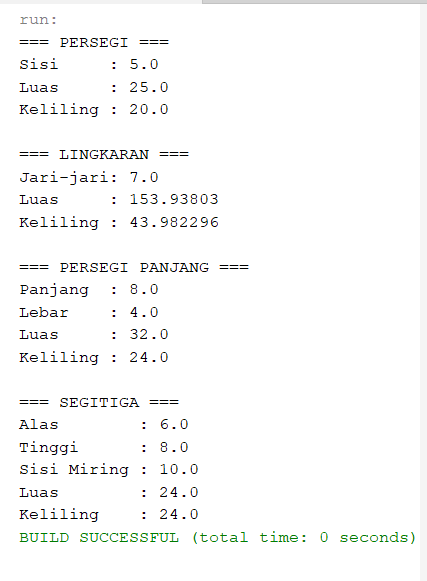 run:
=== PERSEGI ===
Sisi     : 5.0
Luas     : 25.0
Keliling : 20.0

=== LINGKARAN ===
Jari-jari: 7.0
Luas     : 153.93803
Keliling : 43.982296

=== PERSEGI PANJANG ===
Panjang  : 8.0
Lebar    : 4.0
Luas     : 32.0
Keliling : 24.0

=== SEGITIGA ===
Alas        : 6.0
Tinggi      : 8.0
Sisi Miring : 10.0
Luas        : 24.0
Keliling    : 24.0
BUILD SUCCESSFUL (total time: 0 seconds)